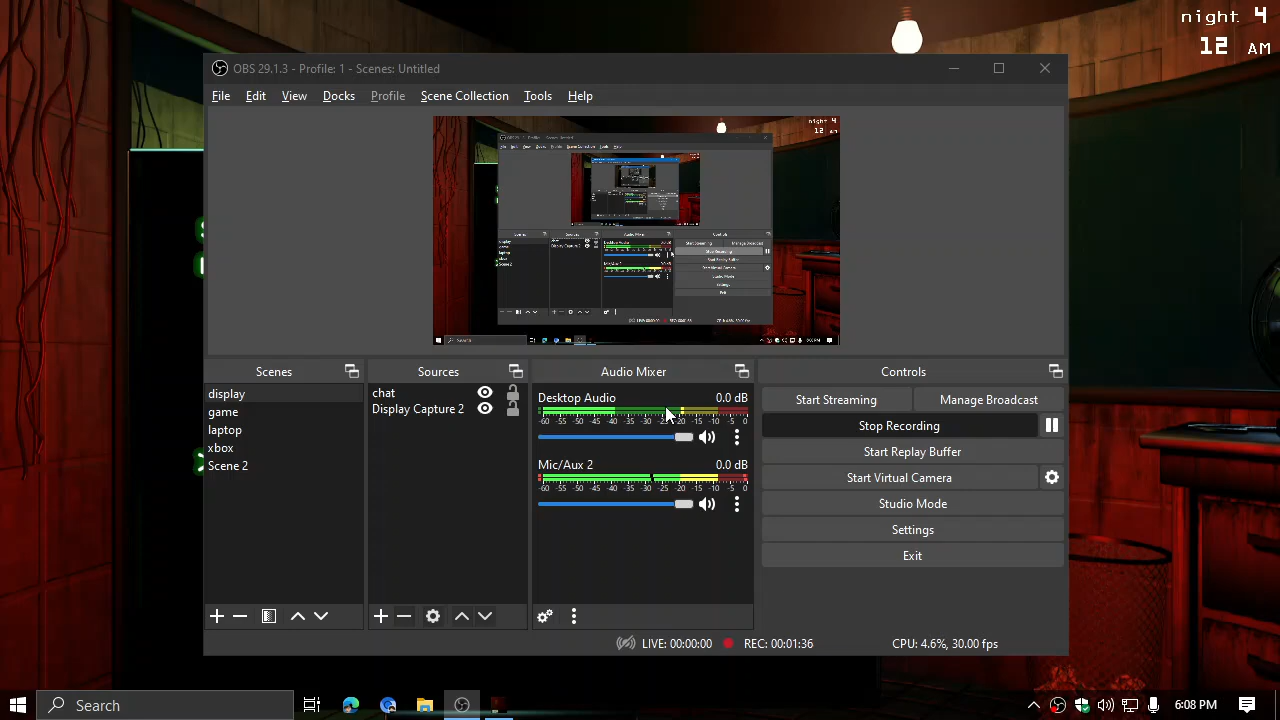 night 4
12 AM
OBS 29.1.3 - Profile: 1 - Scenes: Untitled
File Edit View Docks Profile Scene Collection Tools Help
night 4
Scenes
Sources
Audio Mixer
Controls
display
game
laptop
xbox
Scene 2
chat
Display Capture 2
Desktop Audio 0.0 dB
-60 -55 -50 -45 -40 -35 -30 -25 -20 -15 -10 -5 0
Mic/Aux 2 0.0 dB
-60 -55 -50 -45 -40 -35 -30 -25 -20 -15 -10 -5 0
Start Streaming
Manage Broadcast
Stop Recording
Start Replay Buffer
Start Virtual Camera
Studio Mode
Settings
Exit
LIVE: 00:00:00 REC: 00:01:36 CPU: 4.6%, 30.00 fps
Search
6:08 PM